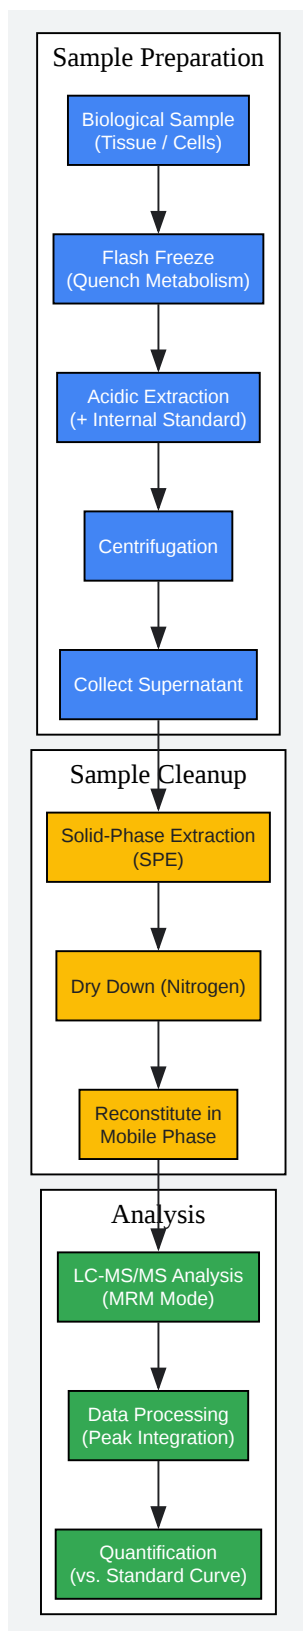 Sample Preparation
Biological Sample
(Tissue / Cells)
Flash Freeze
(Quench Metabolism)
Acidic Extraction
(+ Internal Standard)
Centrifugation
Collect Supernatant
Sample Cleanup
Solid-Phase Extraction
(SPE)
Dry Down (Nitrogen)
Reconstitute in
Mobile Phase
Analysis
LC-MS/MS Analysis
(MRM Mode)
Data Processing
(Peak Integration)
Quantification
(vs. Standard Curve)